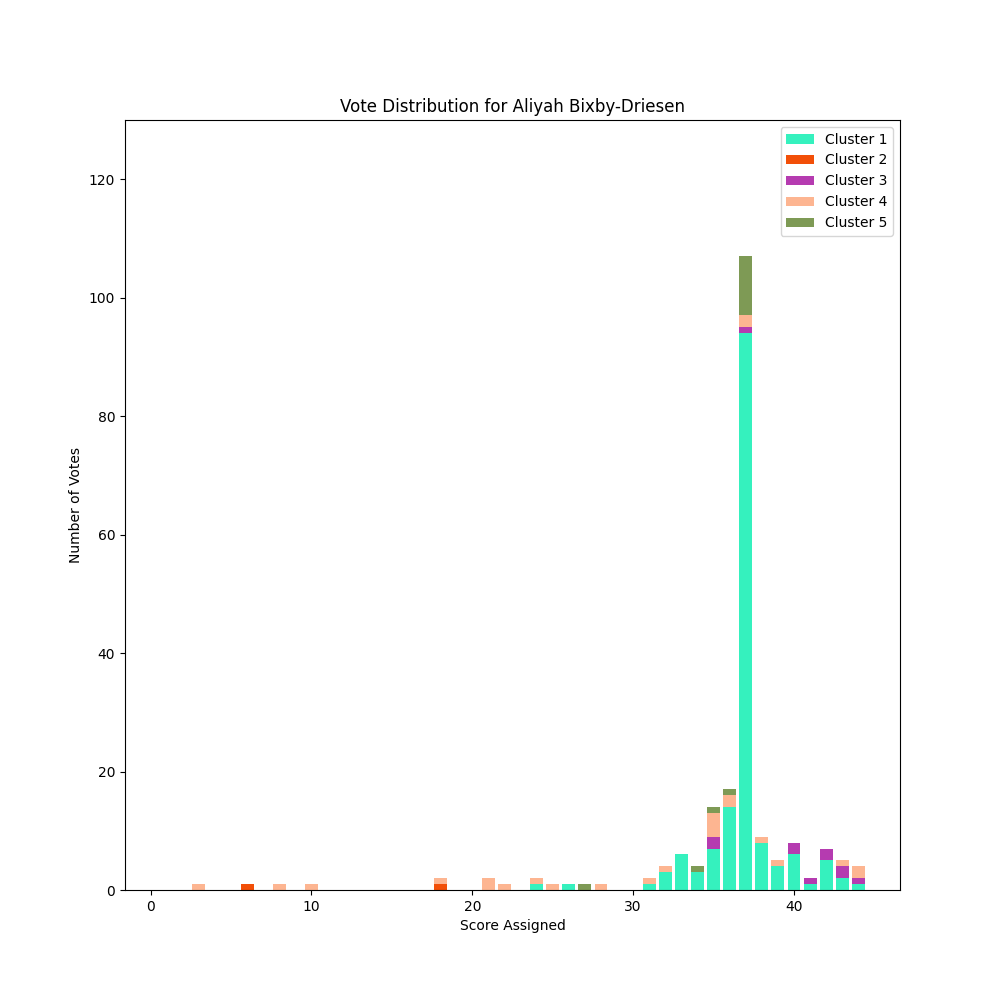 Vote Distribution for Aliyah Bixby-Driesen
Cluster 1
Cluster 2
Cluster 3
Cluster 4
Cluster 5
120
100
80
60
40
20
0
Number of Votes
0 10 20 30 40
Score Assigned